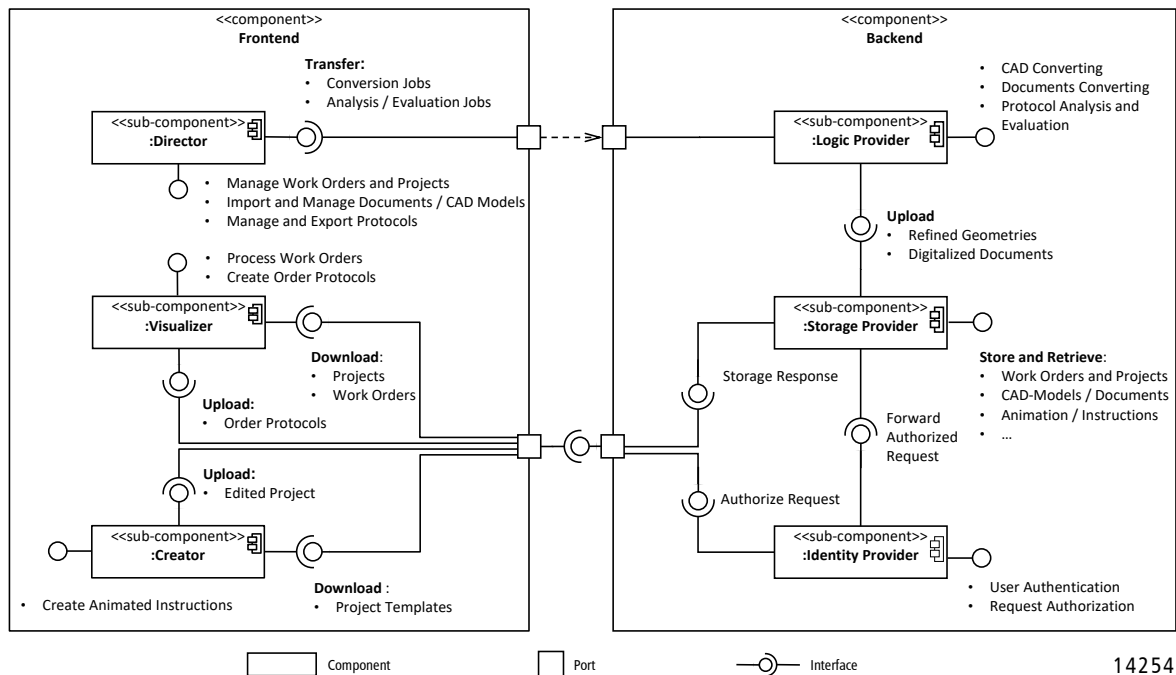 <<component>>
Frontend
Transfer:
• Conversion Jobs
• Analysis / Evaluation Jobs
<<sub-component>>
:Director
• Manage Work Orders and Projects
• Import and Manage Documents / CAD Models
• Manage and Export Protocols
• Process Work Orders
• Create Order Protocols
<<sub-component>>
:Visualizer
Download:
• Projects
• Work Orders
Upload:
• Order Protocols
Upload:
• Edited Project
<<sub-component>>
:Creator
Download :
• Project Templates
• Create Animated Instructions
<<component>>
Backend
• CAD Converting
• Documents Converting
• Protocol Analysis and
Evaluation
<<sub-component>>
:Logic Provider
Upload
• Refined Geometries
• Digitalized Documents
<<sub-component>>
:Storage Provider
Storage Response
Store and Retrieve:
• Work Orders and Projects
• CAD-Models / Documents
• Animation / Instructions
• ...
Forward
Authorized
Request
Authorize Request
<<sub-component>>
:Identity Provider
• User Authentication
• Request Authorization
Component
Port
Interface
14254